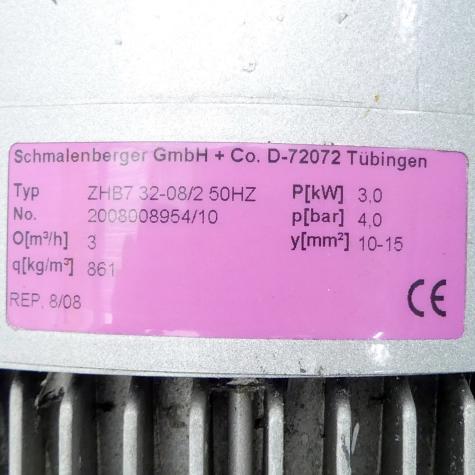 Schmalenberger GmbH + Co. D-72072 Tübingen
Typ ZHB7 32-08/2 50HZ P[kW] 3,0
No. 2008008954/10 p[bar] 4,0
O[m³/h] 3 y[mm²] 10-15
q[kg/m³] 861
REP. 8/08 CE